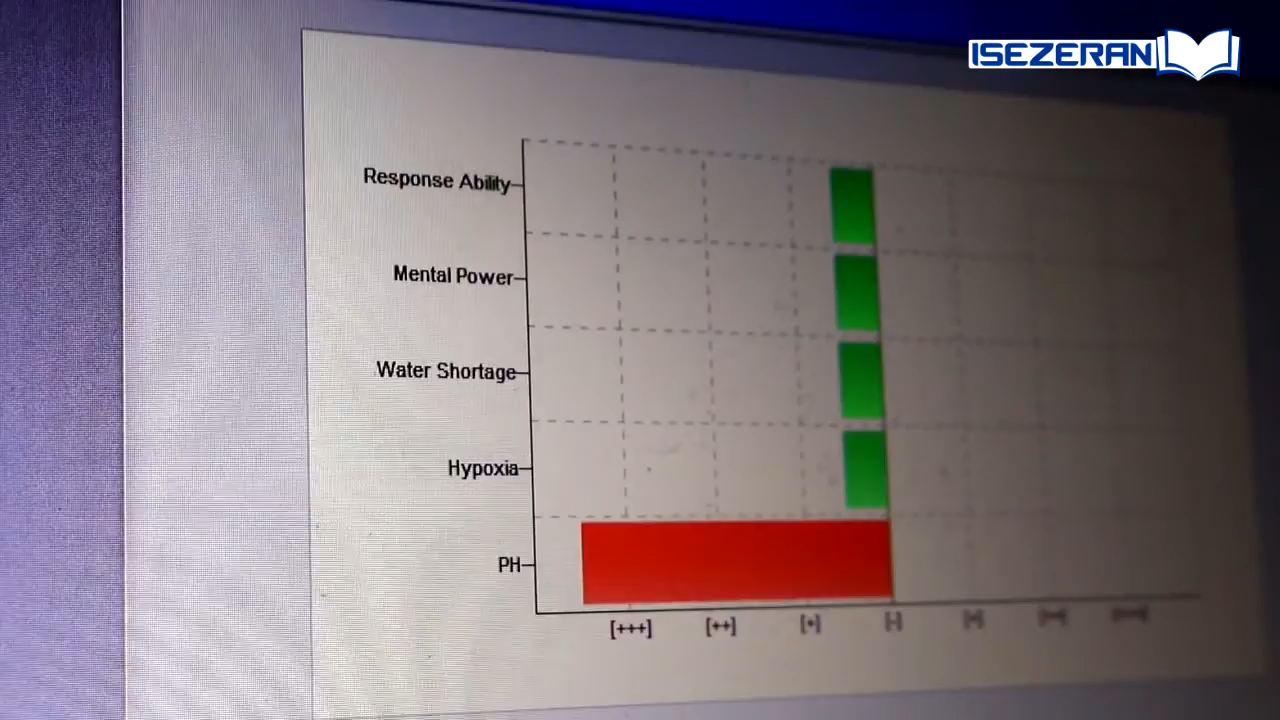 ISEZERAN
Response Ability
Mental Power
Water Shortage
Hypoxia
PH
[+++] [++] [+] [-]